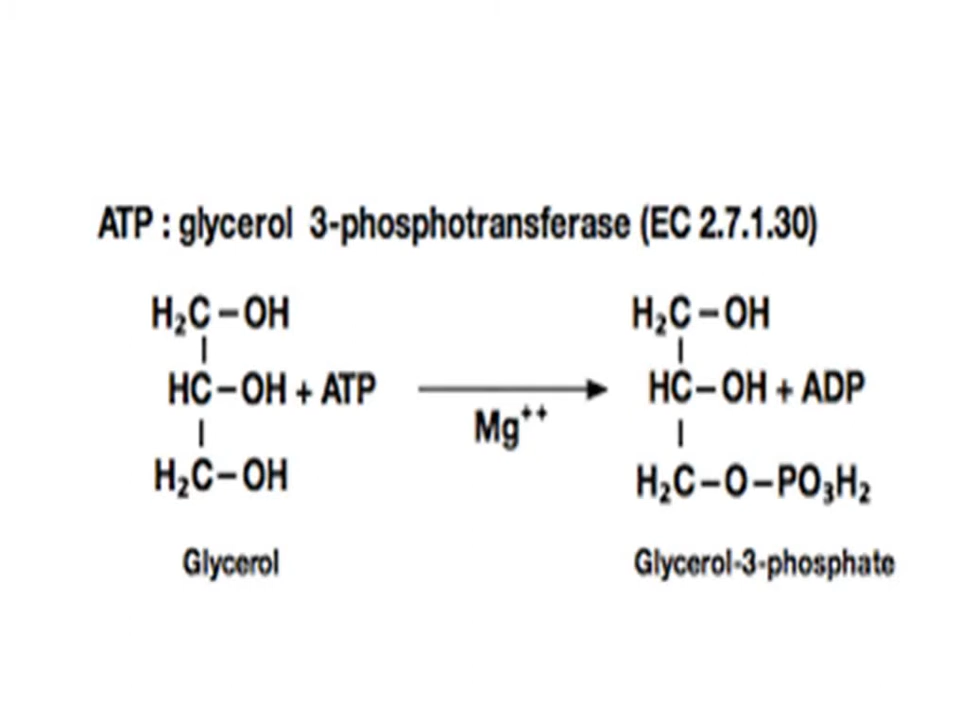 ATP : glycerol 3-phosphotransferase (EC 2.7.1.30)
H₂C–OH H₂C–OH
HC–OH + ATP HC–OH + ADP
Mg⁺⁺
H₂C–OH H₂C–O–PO₃H₂
Glycerol Glycerol-3-phosphate